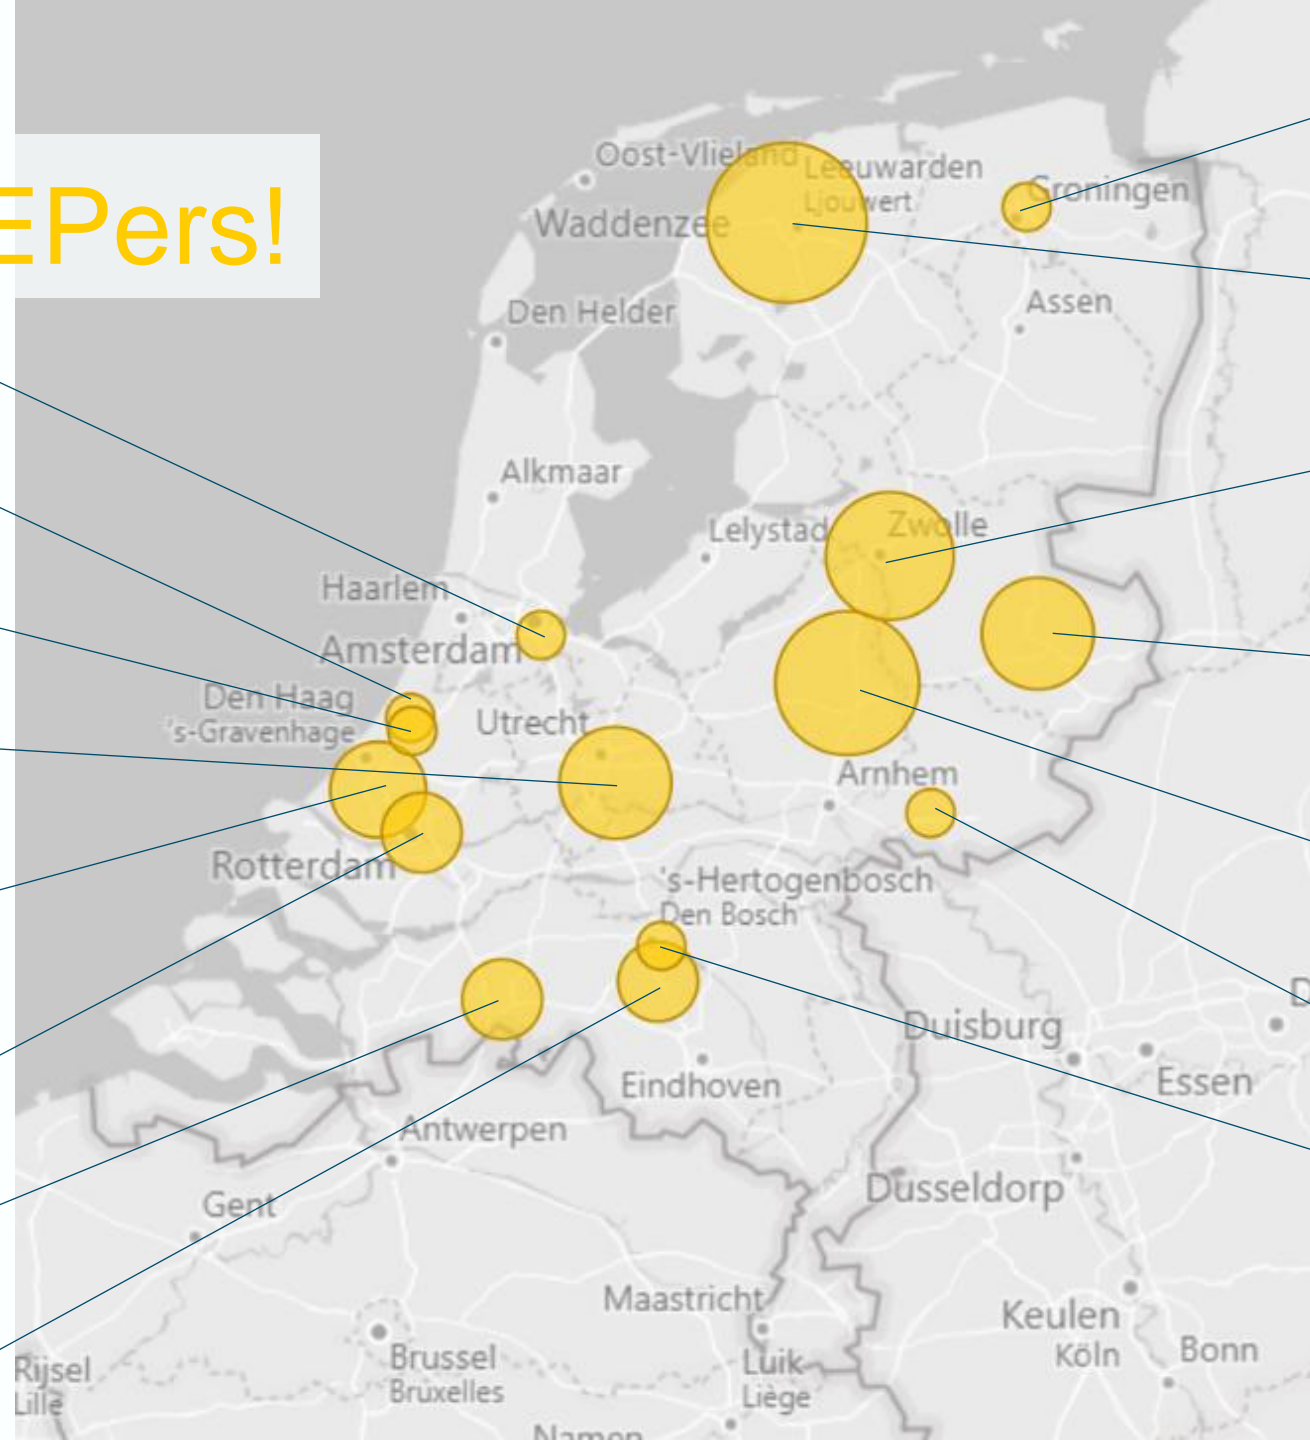 EPers!
Oost-Vlieland
Leeuwarden
Ljouwert
Groningen
Waddenzee
Assen
Den Helder
Alkmaar
Lelystad
Zwolle
Haarlem
Amsterdam
Den Haag
's-Gravenhage
Utrecht
Arnhem
Rotterdam
's-Hertogenbosch
Den Bosch
D
Duisburg
Essen
Eindhoven
Antwerpen
Düsseldorp
Gent
Maastricht
Keulen
Köln
Bonn
Brussel
Bruxelles
Luik
Liège
Rijsel
Lille
Namen